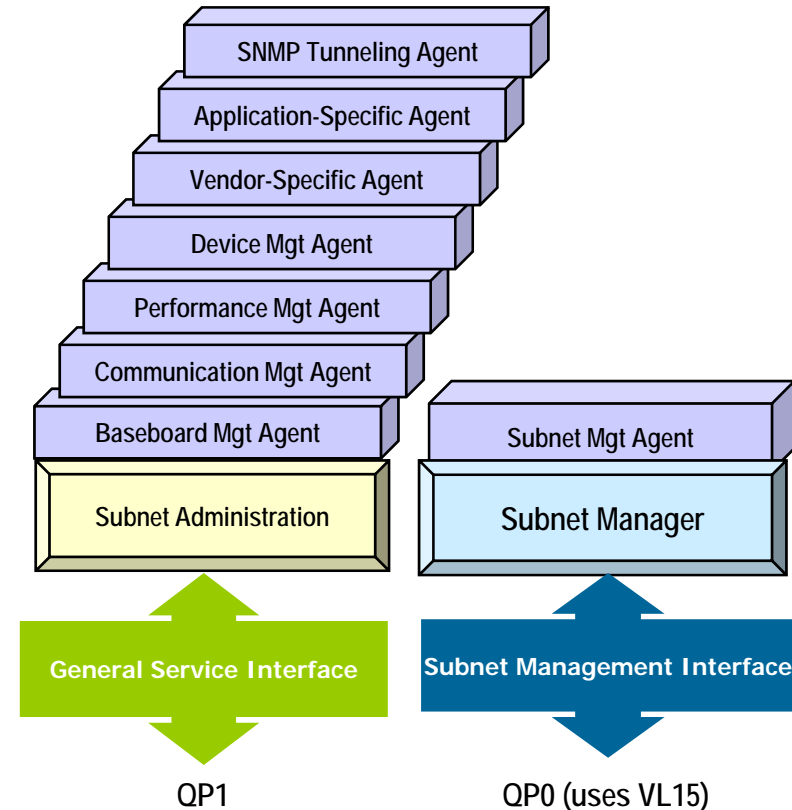 SNMP Tunneling Agent
Application-Specific Agent
Vendor-Specific Agent
Device Mgt Agent
Performance Mgt Agent
Communication Mgt Agent
Baseboard Mgt Agent
Subnet Mgt Agent
Subnet Administration
Subnet Manager
General Service Interface
Subnet Management Interface
QP1
QP0 (uses VL15)